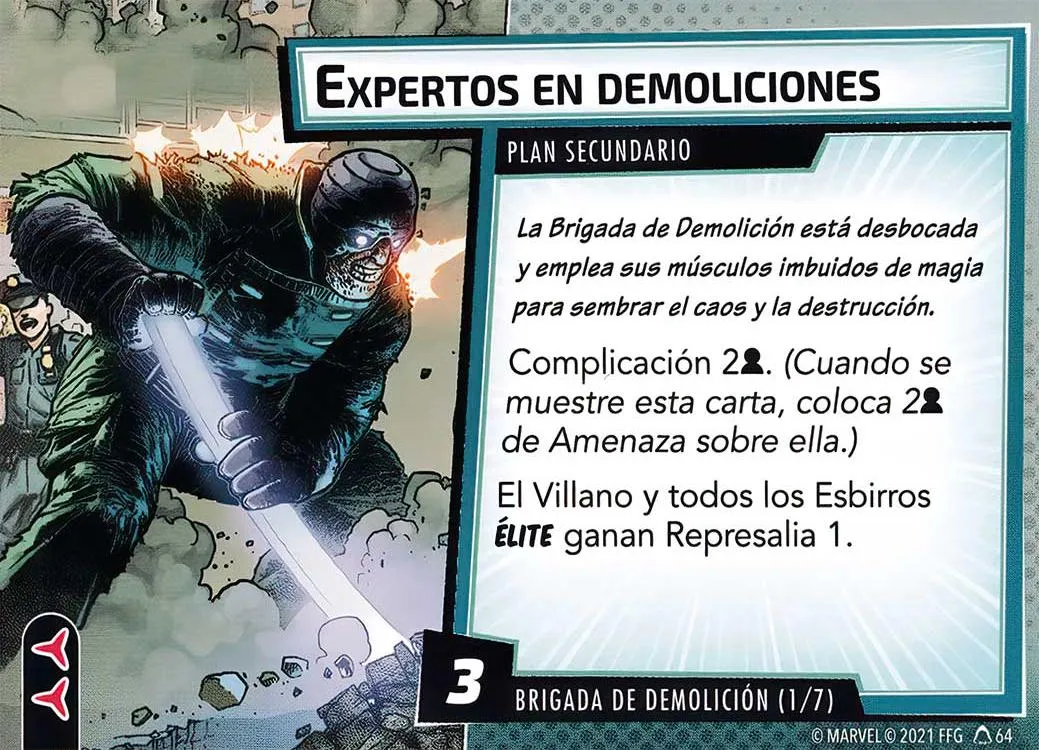 EXPERTOS EN DEMOLICIONES
PLAN SECUNDARIO
La Brigada de Demolición está desbocada
y emplea sus músculos imbuidos de magia
para sembrar el caos y la destrucción.
Complicación 2. (Cuando se
muestre esta carta, coloca 2
de Amenaza sobre ella.)
El Villano y todos los Esbirros
ÉLITE ganan Represalia 1.
3
BRIGADA DE DEMOLICIÓN (1/7)
© MARVEL © 2021 FFG 64